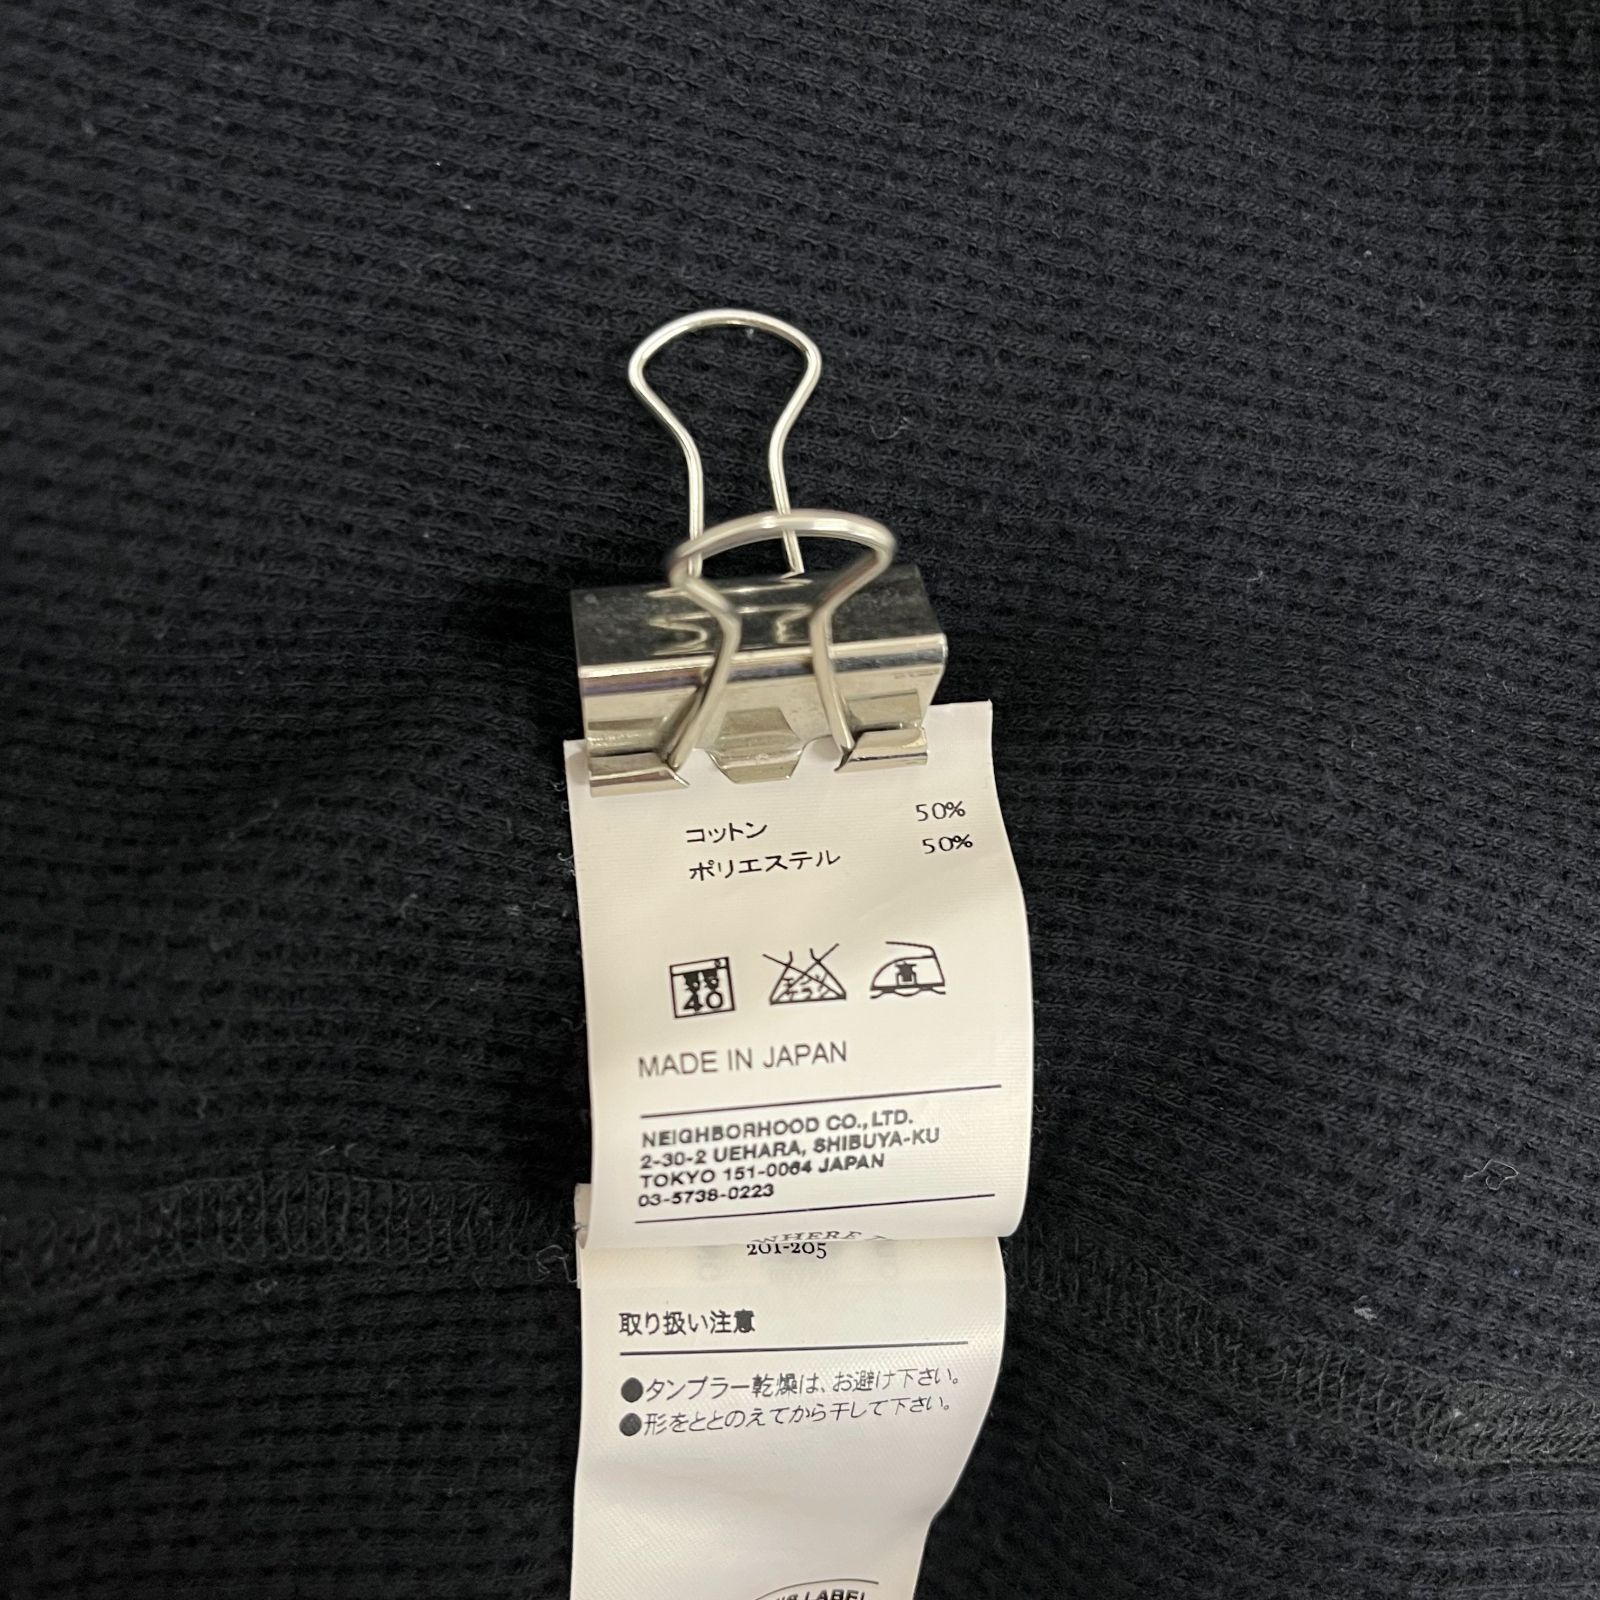 コットン 50%
ポリエステル 50%
40
MADE IN JAPAN
NEIGHBORHOOD CO., LTD.
2-30-2 UEHARA, SHIBUYA-KU
TOKYO 151-0064 JAPAN
03-5738-0223
201-205
取り扱い注意
●タンブラー乾燥は、お避け下さい。
●形をととのえてから干して下さい。
LABEL